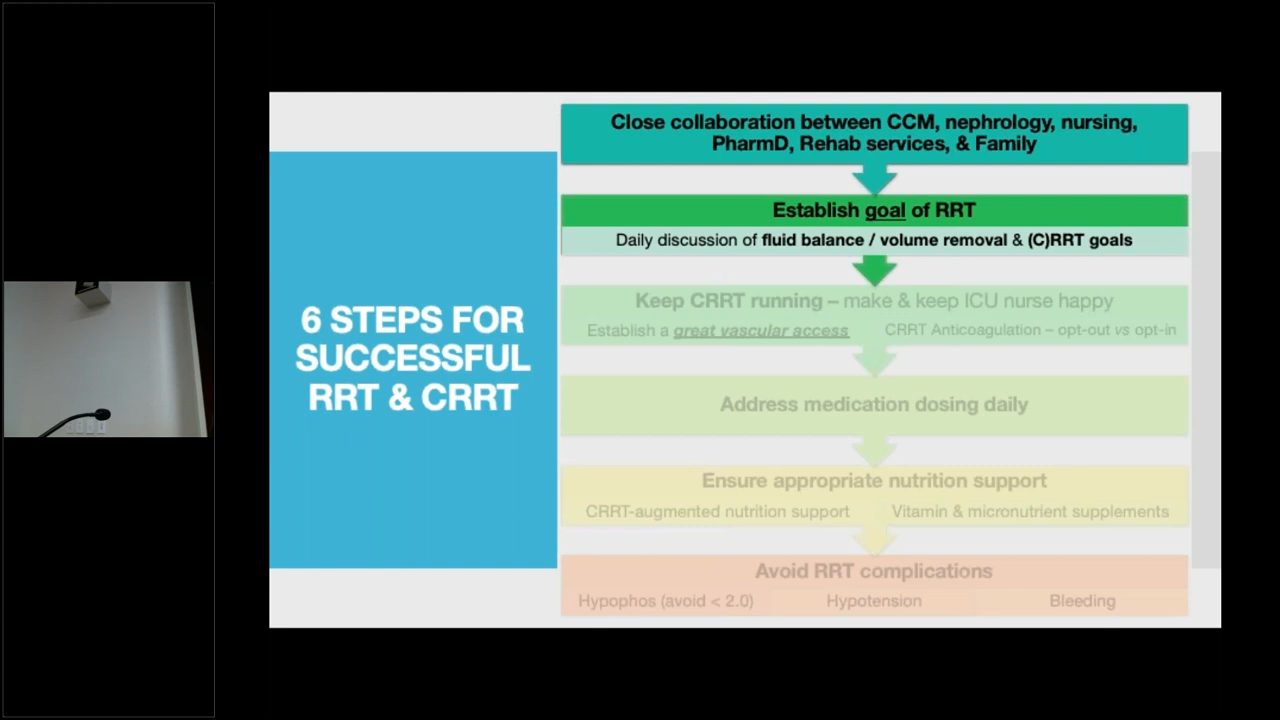 6 STEPS FOR
SUCCESSFUL
RRT & CRRT
Close collaboration between CCM, nephrology, nursing,
PharmD, Rehab services, & Family
Establish goal of RRT
Daily discussion of fluid balance / volume removal & (C)RRT goals
Keep CRRT running – make & keep ICU nurse happy
Establish a great vascular access
CRRT Anticoagulation – opt-out vs opt-in
Address medication dosing daily
Ensure appropriate nutrition support
CRRT-augmented nutrition support
Vitamin & micronutrient supplements
Avoid RRT complications
Hypophos (avoid < 2.0)
Hypotension
Bleeding